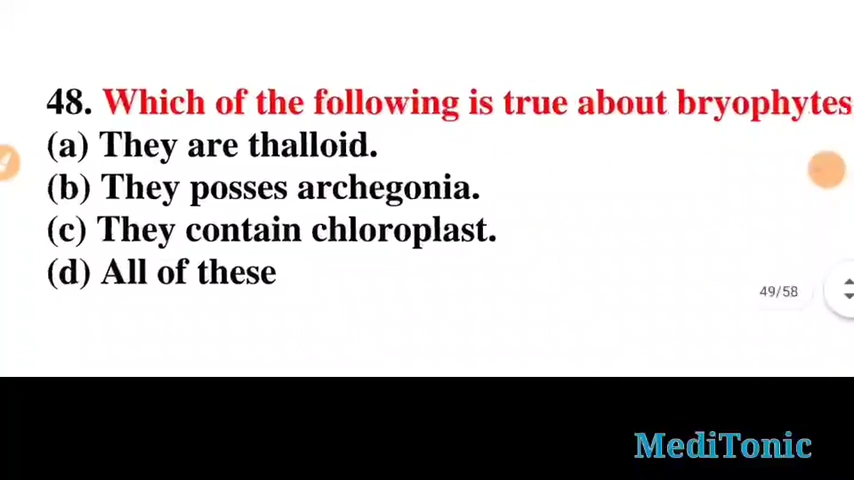 48. Which of the following is true about bryophytes
(a) They are thalloid.
(b) They posses archegonia.
(c) They contain chloroplast.
(d) All of these
49/58
MediTonic